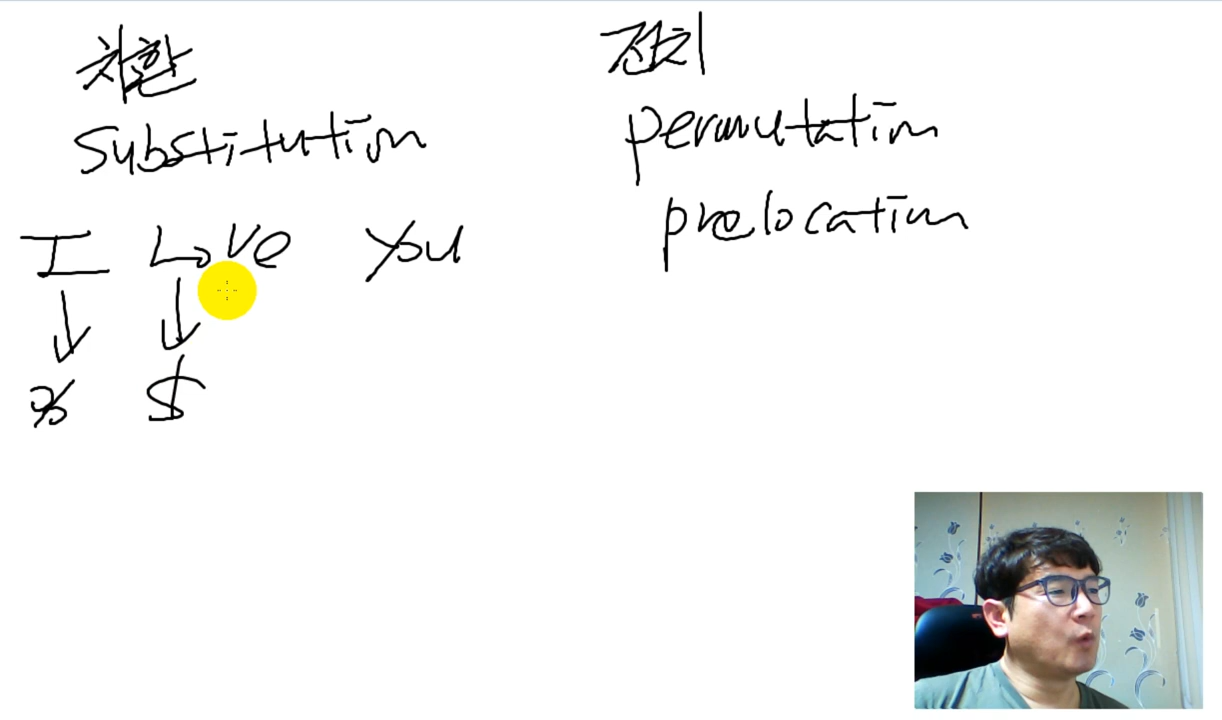 치환
Substitution
I Love You
↓ ↓
% $
전치
permutation
prelocation